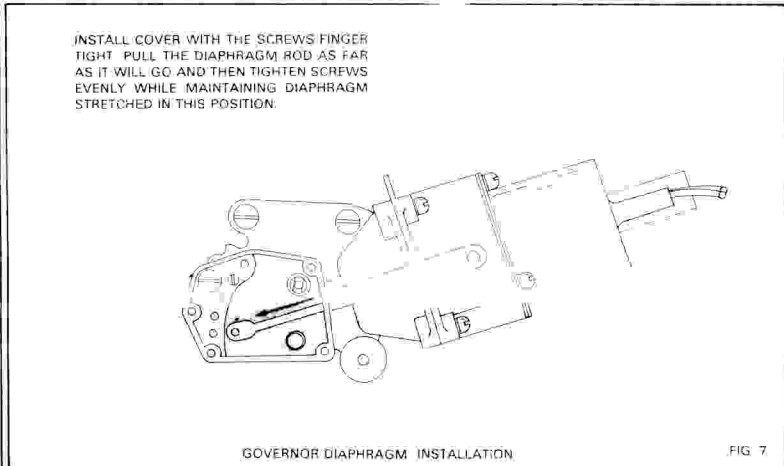 INSTALL COVER WITH THE SCREWS FINGER
TIGHT PULL THE DIAPHRAGM ROD AS FAR
AS IT WILL GO AND THEN TIGHTEN SCREWS
EVENLY WHILE MAINTAINING DIAPHRAGM
STRETCHED IN THIS POSITION.
GOVERNOR DIAPHRAGM INSTALLATION
FIG 7